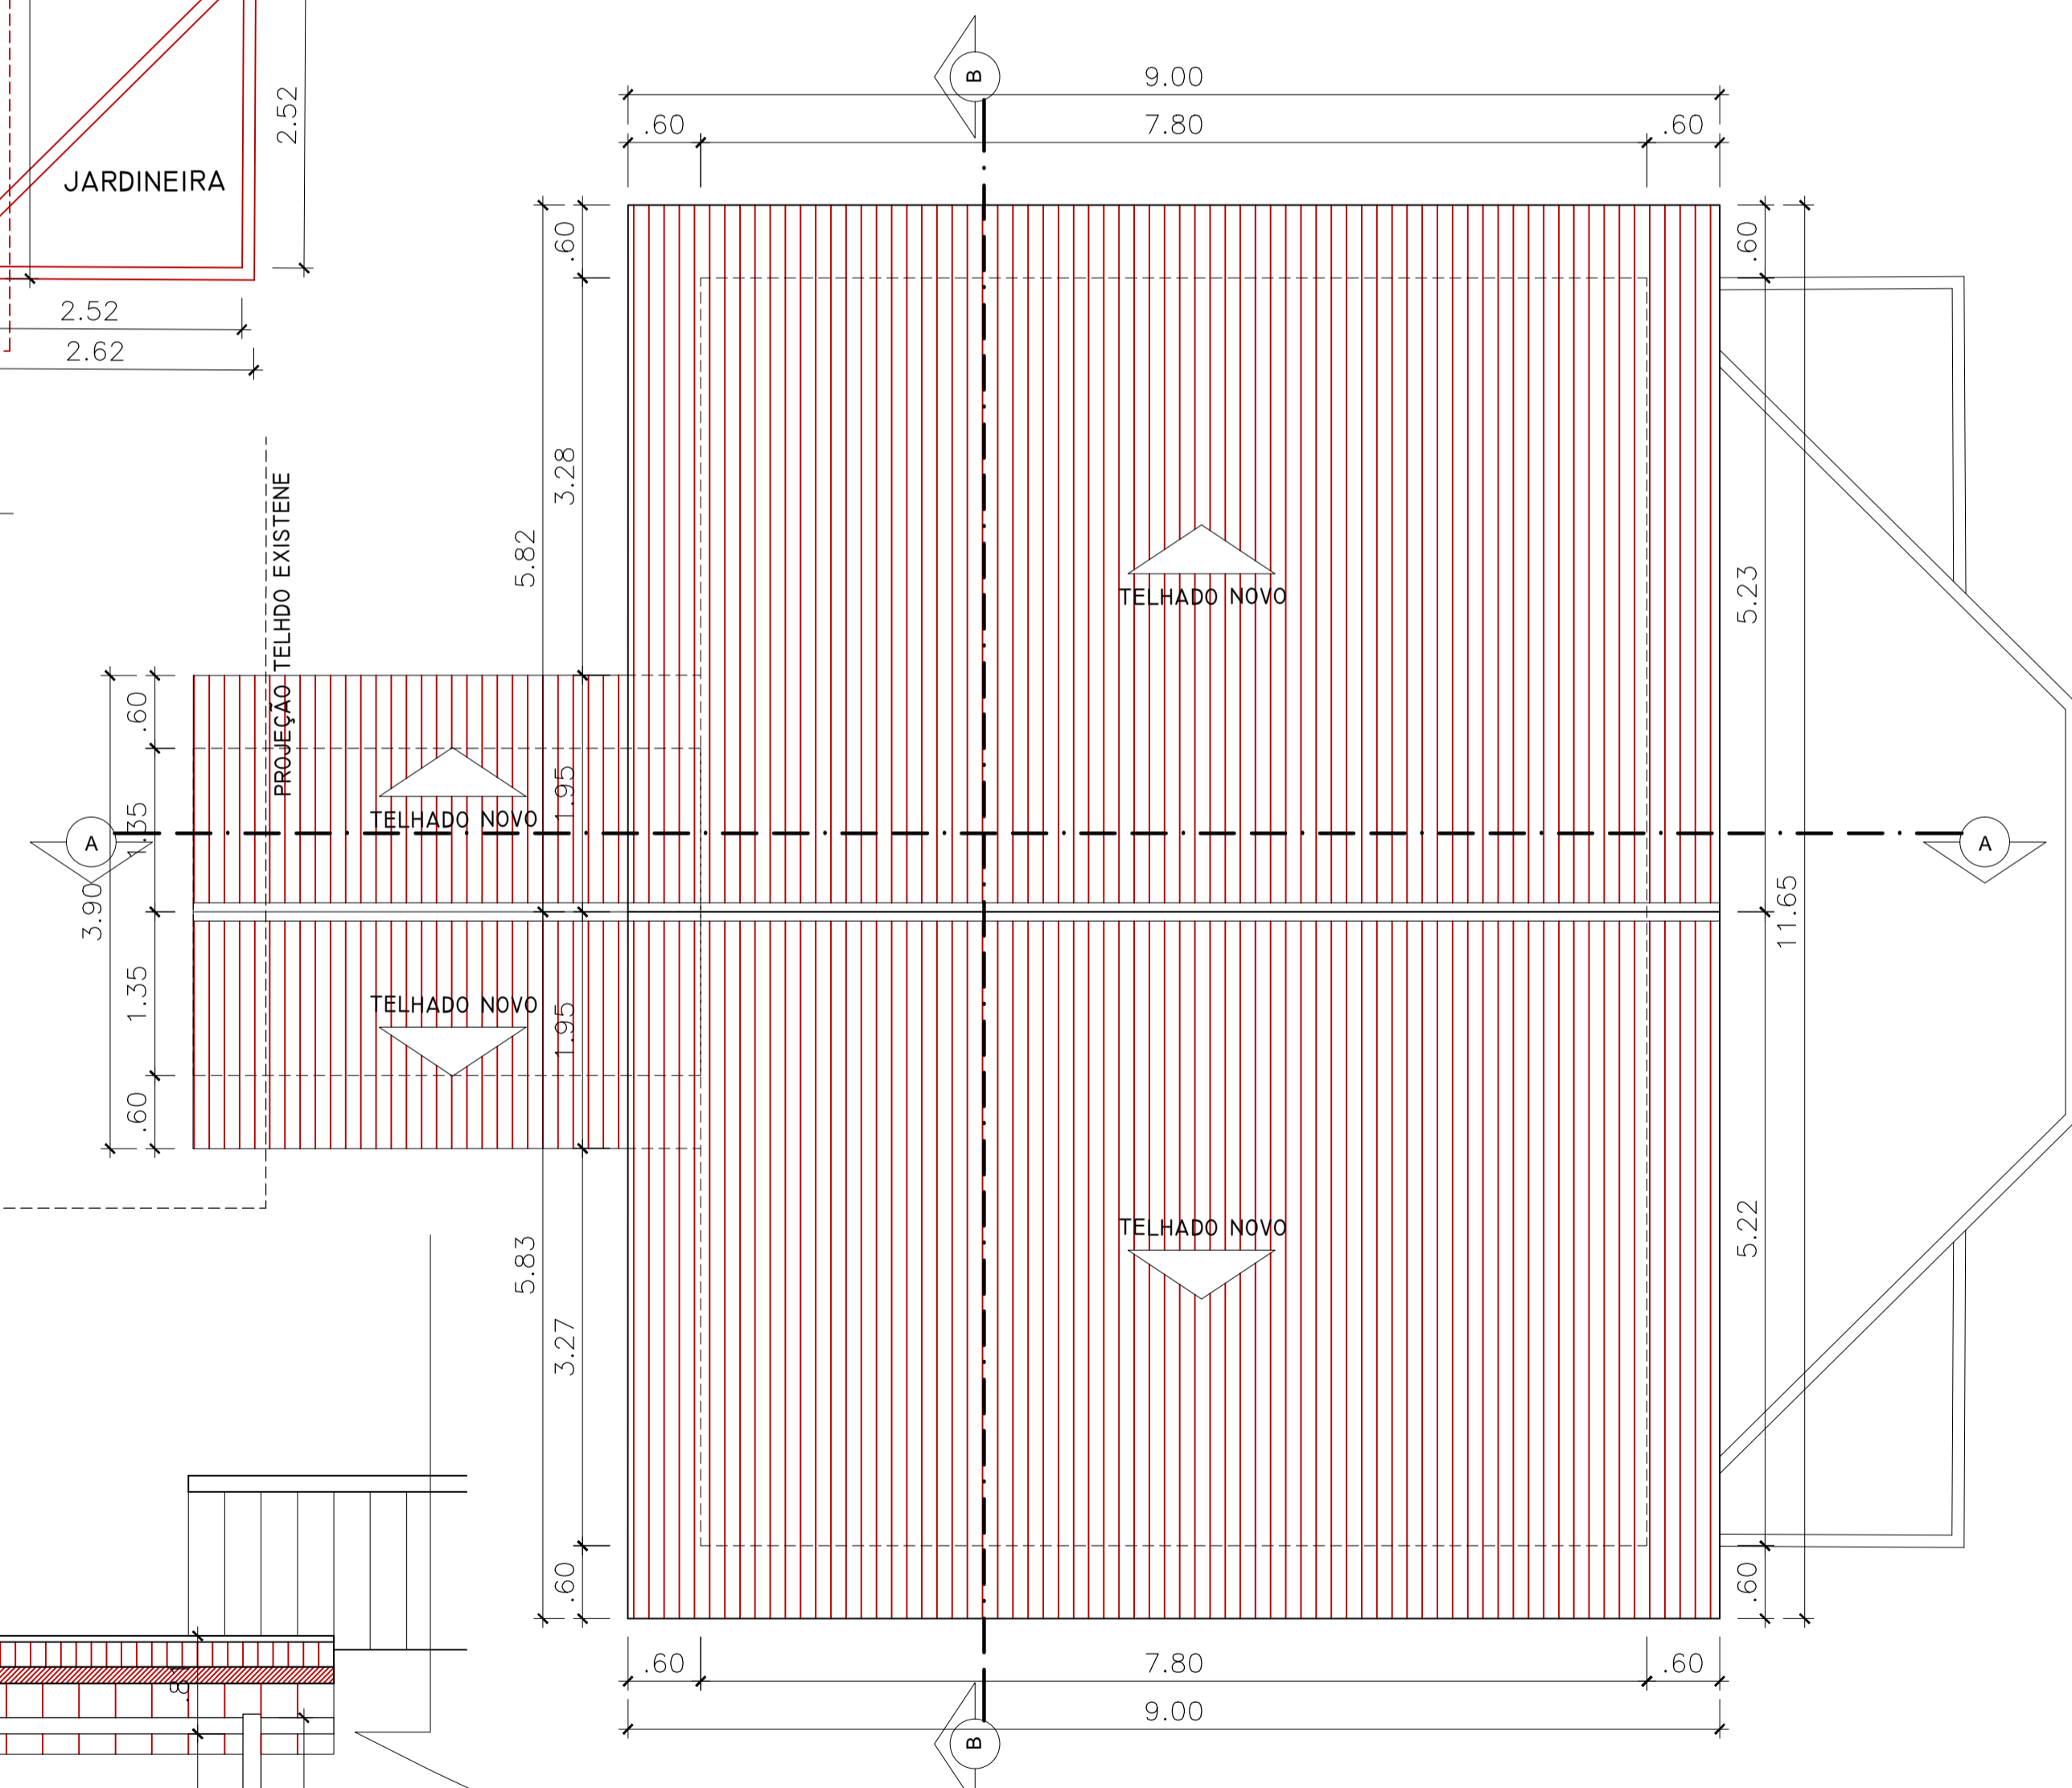 B
9.00
.60
7.80
.60
2.52
JARDINEIRA
2.52
2.62
.60
.60
3.28
5.82
5.23
PROJEÇÃO TELHDO EXISTENE
TELHADO NOVO
.60
1.95
1.35
TELHADO NOVO
A
A
3.90
11.65
1.35
TELHADO NOVO
1.95
.60
TELHADO NOVO
5.22
5.83
3.27
.60
.60
.60
7.80
.60
9.00
B